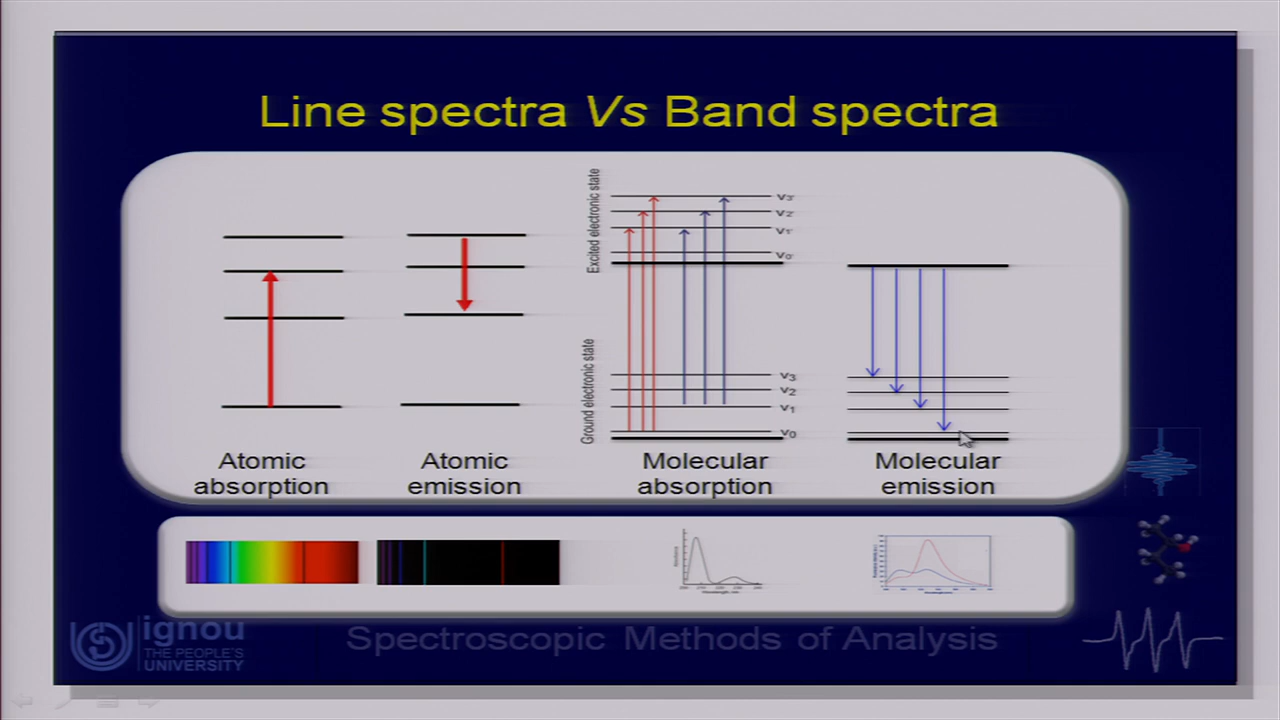 Line spectra Vs Band spectra
Excited electronic state
v3'
v2'
v1'
v0'
Ground electronic state
v3
v2
v1
v0
Atomic
absorption
Atomic
emission
Molecular
absorption
Molecular
emission
ignou
THE PEOPLE'S
UNIVERSITY
Spectroscopic Methods of Analysis